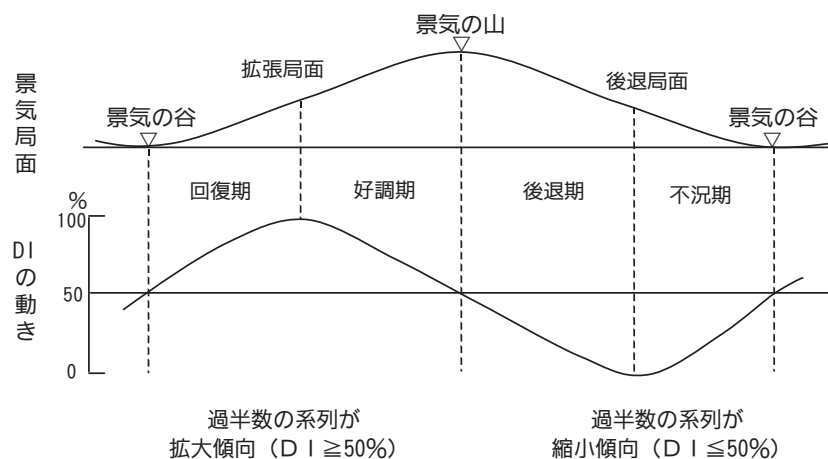 景気の山
▽
拡張局面
後退局面
景気の谷
▽
景気の谷
▽
景気局面
回復期
好調期
後退期
不況期
%
100
DIの動き
50
0
過半数の系列が
拡大傾向（ＤＩ≧50%）
過半数の系列が
縮小傾向（ＤＩ≦50%）